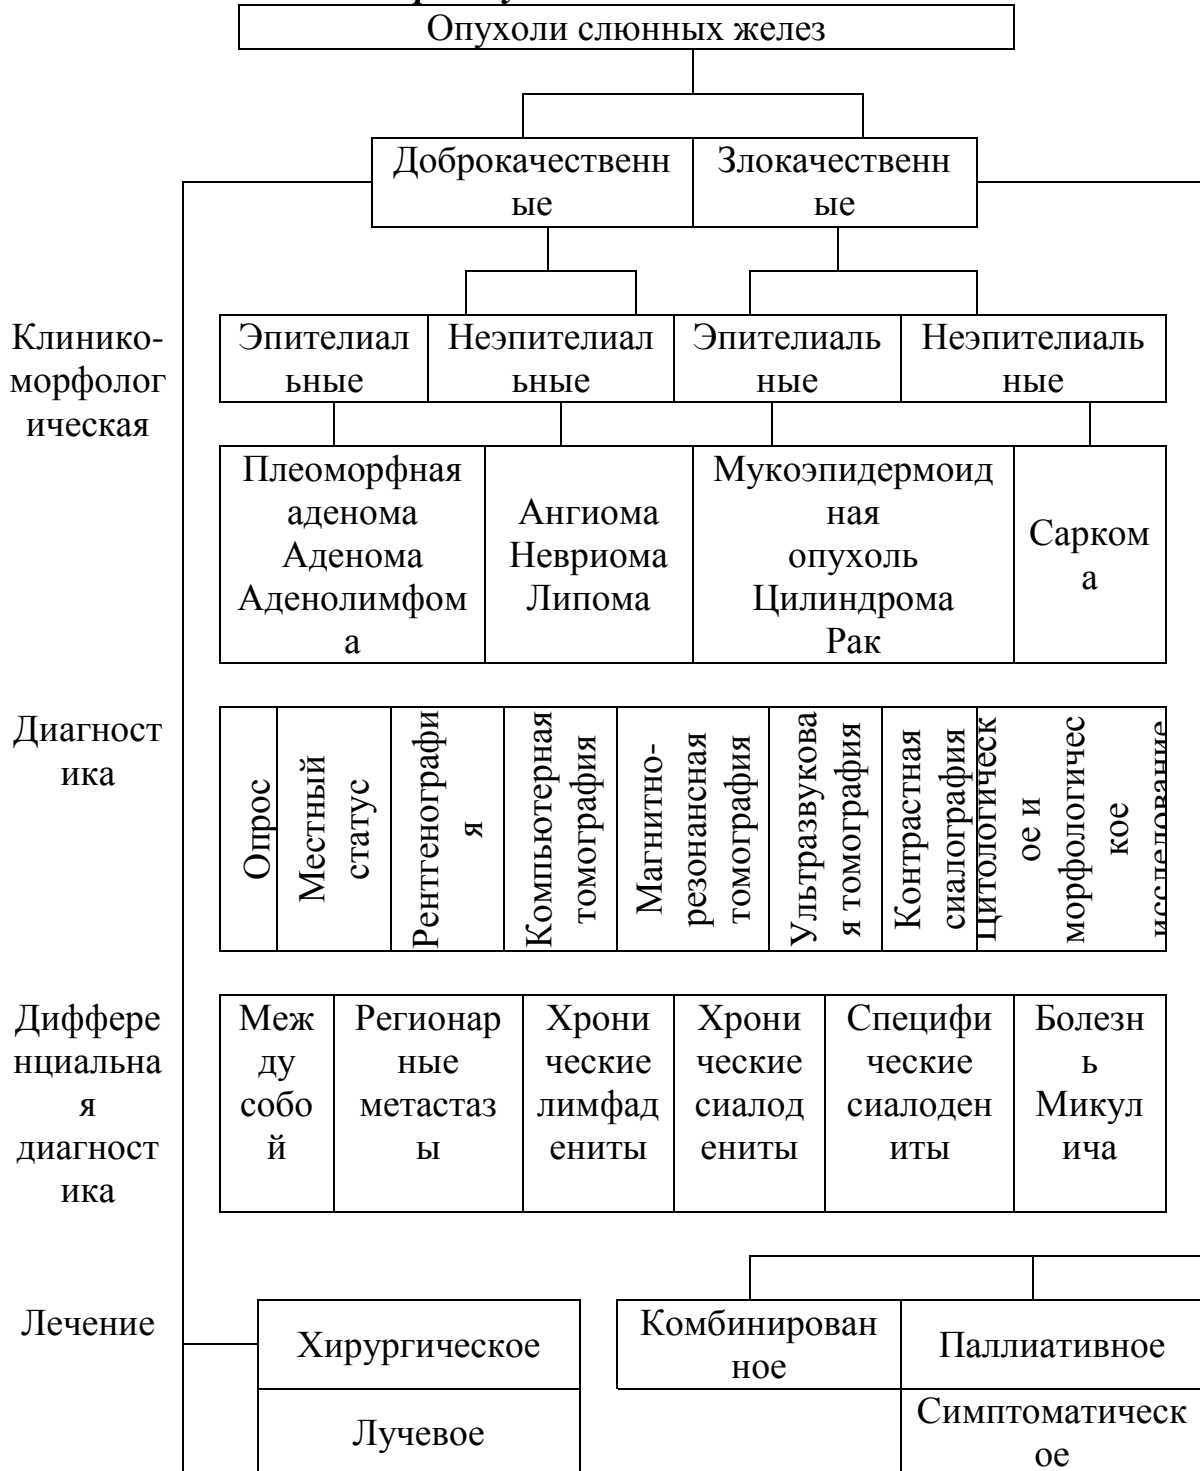 Опухоли слюнных желез
Доброкачественн
ые
Злокачественн
ые
Клинико-
морфолог
ическая
Эпителиал
ьные
Неэпителиал
ьные
Эпителиаль
ные
Неэпителиаль
ные
Плеоморфная
аденома
Аденома
Аденолимфом
а
Ангиома
Невриома
Липома
Мукоэпидермоид
ная
опухоль
Цилиндрома
Рак
Сарком
а
Диагност
ика
Опрос
Местный
статус
Рентгенографи
я
Компьютерная
томография
Магнитно-
резонансная
томография
Ультразвукова
я томография
Контрастная
сиалография
Цитологическ
ое и
морфологичес
кое
исследование
Диффере
нциальна
я
диагност
ика
Меж
ду
собо
й
Регионар
ные
метастаз
ы
Хрони
ческие
лимфад
ениты
Хрони
ческие
сиалод
ениты
Специфи
ческие
сиалоден
иты
Болезн
ь
Микул
ича
Лечение
Хирургическое
Лучевое
Комбинирован
ное
Паллиативное
Симптоматическ
ое